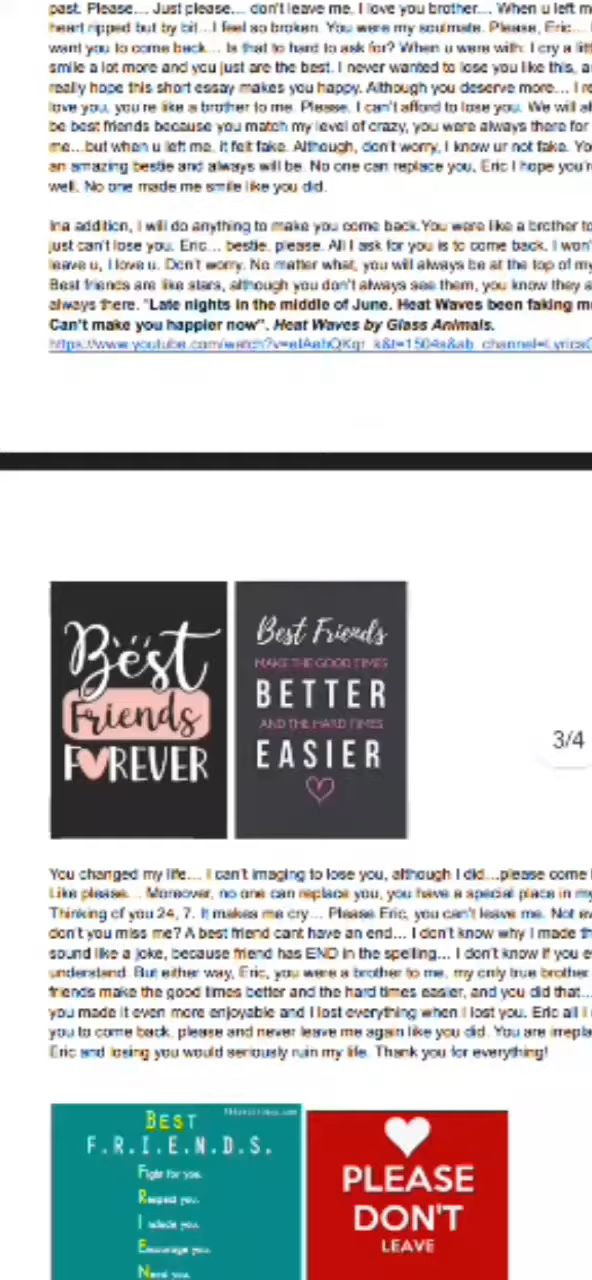 past. Please... Just please... don't leave me, I love you brother... When u left m
heart ripped but by bit...I feel so broken. You were my soulmate. Please, Eric...
want you to come back... Is that to hard to ask for? When u were with. I cry a lit
smile a lot more and you just are the best. I never wanted to lose you like this, a
really hope this short essay makes you happy. Although you deserve more... I re
love you, you're like a brother to me. Please, I can't afford to lose you. We will al
be best friends because you match my level of crazy, you were always there for
me...but when u left me, it felt fake. Although, don't worry, I know ur not fake. Yo
an amazing bestie and always will be. No one can replace you, Eric I hope you're
well. No one made me smile like you did.
Ina addition, I will do anything to make you come back.You were like a brother to
just can't lose you. Eric... bestie, please. All I ask for you is to come back. I won'
leave u, I love u. Don't worry. No matter what, you will always be at the top of my
Best friends are like stars, although you don't always see them, you know they a
always there. "Late nights in the middle of June. Heat Waves been faking m
Can't make you happier now". Heat Waves by Glass Animals.
Best
Friends
FOREVER
Best Friends
MAKE THE GOOD TIMES
BETTER
AND THE HARD TIMES
EASIER
3/4
You changed my life... I can't imaging to lose you, although I did...please come
Like please... Moreover, no one can replace you, you have a special place in my
Thinking of you 24, 7. It makes me cry... Please Eric, you can't leave me. Not ev
don't you miss me? A best friend cant have an end... I don't know why I made th
sound like a joke, because friend has END in the spelling... I don't know if you e
understand. But either way, Eric, you were a brother to me, my only true brother
friends make the good times better and the hard times easier, and you did that...
you made it even more enjoyable and I lost everything when I lost you. Eric all I
you to come back, please and never leave me again like you did. You are irrepla
Eric and losing you would seriously ruin my life. Thank you for everything!
BEST
F.R.I.E.N.D.S.
Fight for you.
Respect you.
Include you.
Encourage you.
Need you.
PLEASE
DON'T
LEAVE